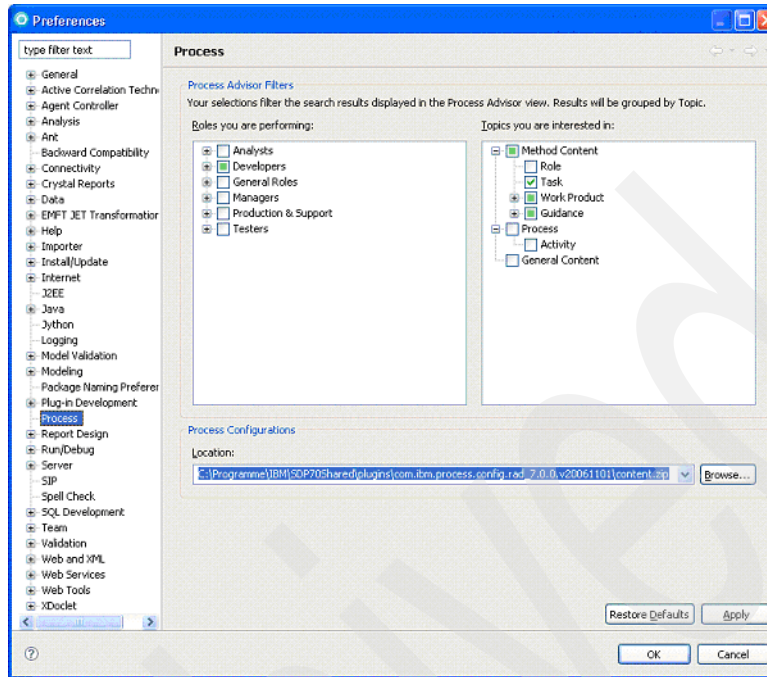 Preferences
type filter text
General
Active Correlation Techn
Agent Controller
Analysis
Ant
Backward Compatibility
Connectivity
Crystal Reports
Data
EMFT JET Transformation
Help
Importer
Install/Update
Internet
J2EE
Java
Jython
Logging
Model Validation
Modeling
Package Naming Preferer
Plug-in Development
Process
Report Design
Run/Debug
Server
SIP
Spell Check
SQL Development
Team
Validation
Web and XML
Web Services
Web Tools
XDoclet
Process
Process Advisor Filters
Your selections filter the search results displayed in the Process Advisor view. Results will be grouped by Topic.
Roles you are performing:
Analysts
Developers
General Roles
Managers
Production & Support
Testers
Topics you are interested in:
Method Content
Role
Task
Work Product
Guidance
Process
Activity
General Content
Process Configurations
Location:
C:\Programme\IBM\SDP70Shared\plugins\com.ibm.process.config.rad_7.0.0.v20061101\content.zip
Browse...
Restore Defaults
Apply
OK
Cancel